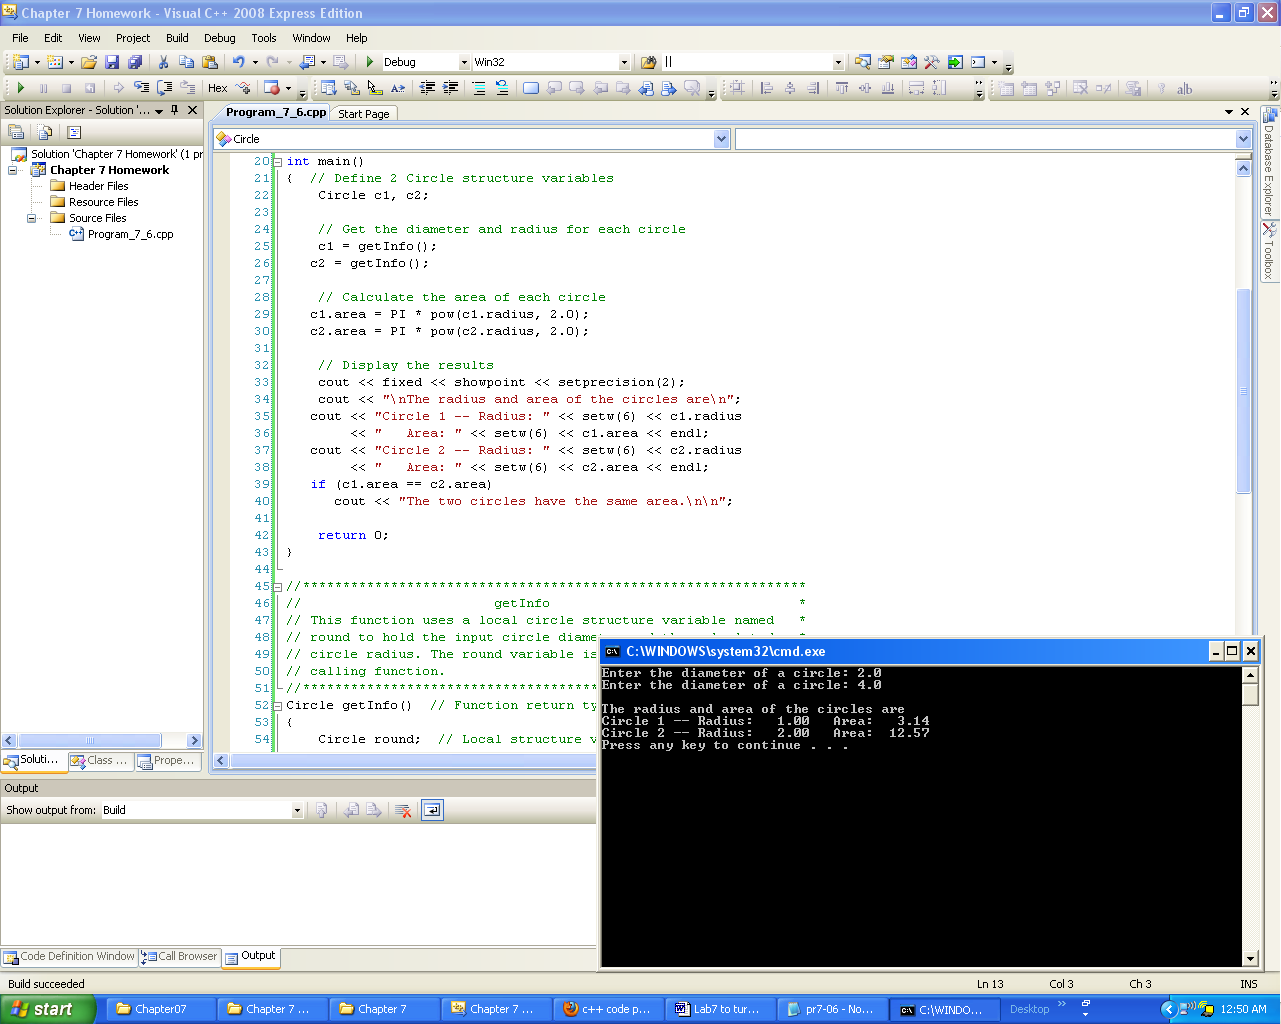 Chapter 7 Homework - Visual C++ 2008 Express Edition
File Edit View Project Build Debug Tools Window Help
Debug Win32 ||
Hex
Solution Explorer - Solution '...
Program_7_6.cpp Start Page
Circle
Solution 'Chapter 7 Homework' (1 pr
Chapter 7 Homework
Header Files
Resource Files
Source Files
Program_7_6.cpp
Soluti... Class ... Prope...
20 int main()
21 {  // Define 2 Circle structure variables
22     Circle c1, c2;
23
24     // Get the diameter and radius for each circle
25     c1 = getInfo();
26    c2 = getInfo();
27
28     // Calculate the area of each circle
29    c1.area = PI * pow(c1.radius, 2.0);
30    c2.area = PI * pow(c2.radius, 2.0);
31
32     // Display the results
33     cout << fixed << showpoint << setprecision(2);
34     cout << "\nThe radius and area of the circles are\n";
35    cout << "Circle 1 -- Radius: " << setw(6) << c1.radius
36         << "   Area: " << setw(6) << c1.area << endl;
37    cout << "Circle 2 -- Radius: " << setw(6) << c2.radius
38         << "   Area: " << setw(6) << c2.area << endl;
39    if (c1.area == c2.area)
40       cout << "The two circles have the same area.\n\n";
41
42     return 0;
43 }
44
45 //***************************************************************
46 //                        getInfo                               *
47 // This function uses a local circle structure variable named   *
48 // round to hold the input circle diame
49 // circle radius. The round variable is
50 // calling function.
51 //*************************************
52 Circle getInfo()  // Function return ty
53 {
54     Circle round;  // Local structure v
Database Explorer
Toolbox
Output
Show output from: Build
Code Definition Window Call Browser Output
C:\WINDOWS\system32\cmd.exe
Enter the diameter of a circle: 2.0
Enter the diameter of a circle: 4.0
The radius and area of the circles are
Circle 1 -- Radius:   1.00   Area:   3.14
Circle 2 -- Radius:   2.00   Area:  12.57
Press any key to continue . . .
Build succeeded Ln 13 Col 3 Ch 3 INS
start Chapter07 Chapter 7 ... Chapter 7 Chapter 7 ... c++ code p... Lab7 to tur... pr7-06 - No... C:\WINDO... Desktop 12:50 AM